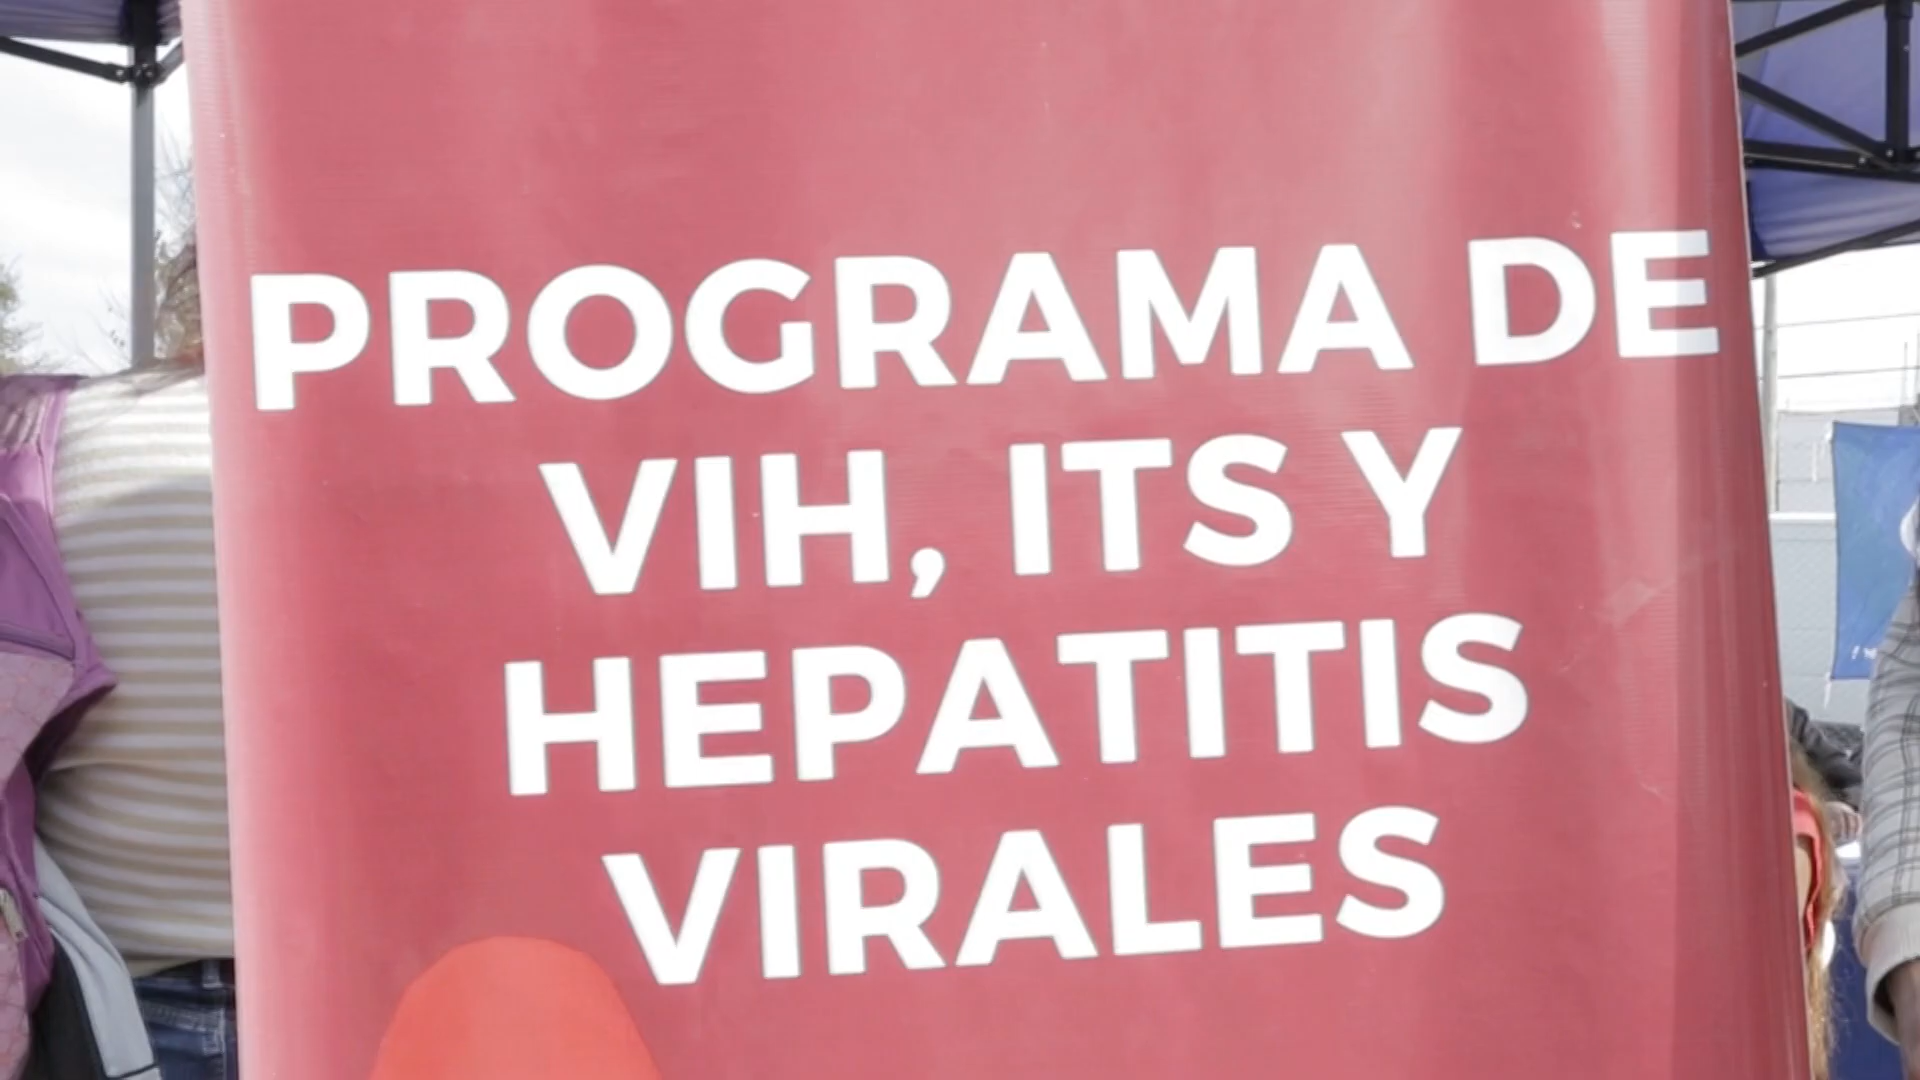 PROGRAMA DE
VIH, ITS Y
HEPATITIS
VIRALES